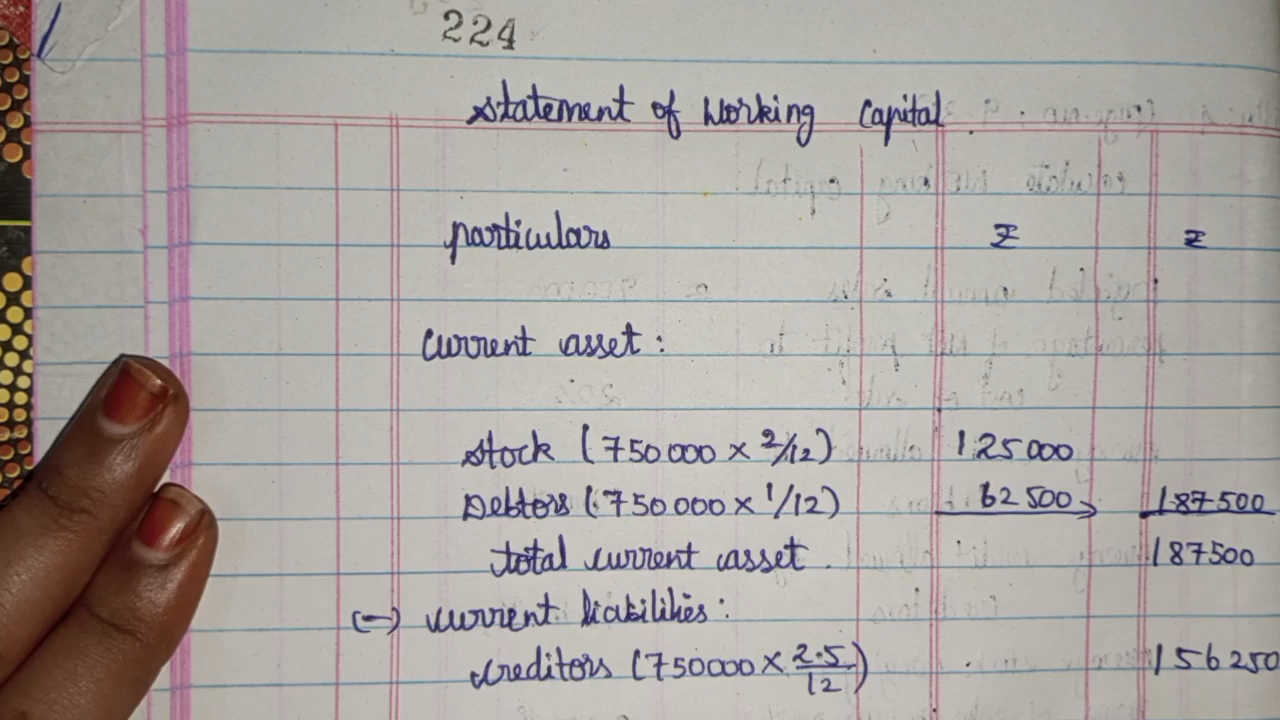 224
Statement of Working Capital
Particulars ₹ ₹
Current asset :
Stock (750000 × 2/12) 125000
Debtors (750000 × 1/12) 62500 187500
total current asset. 187500
(-) Current liabilities :
Creditors (750000 × 2.5/12) 156250